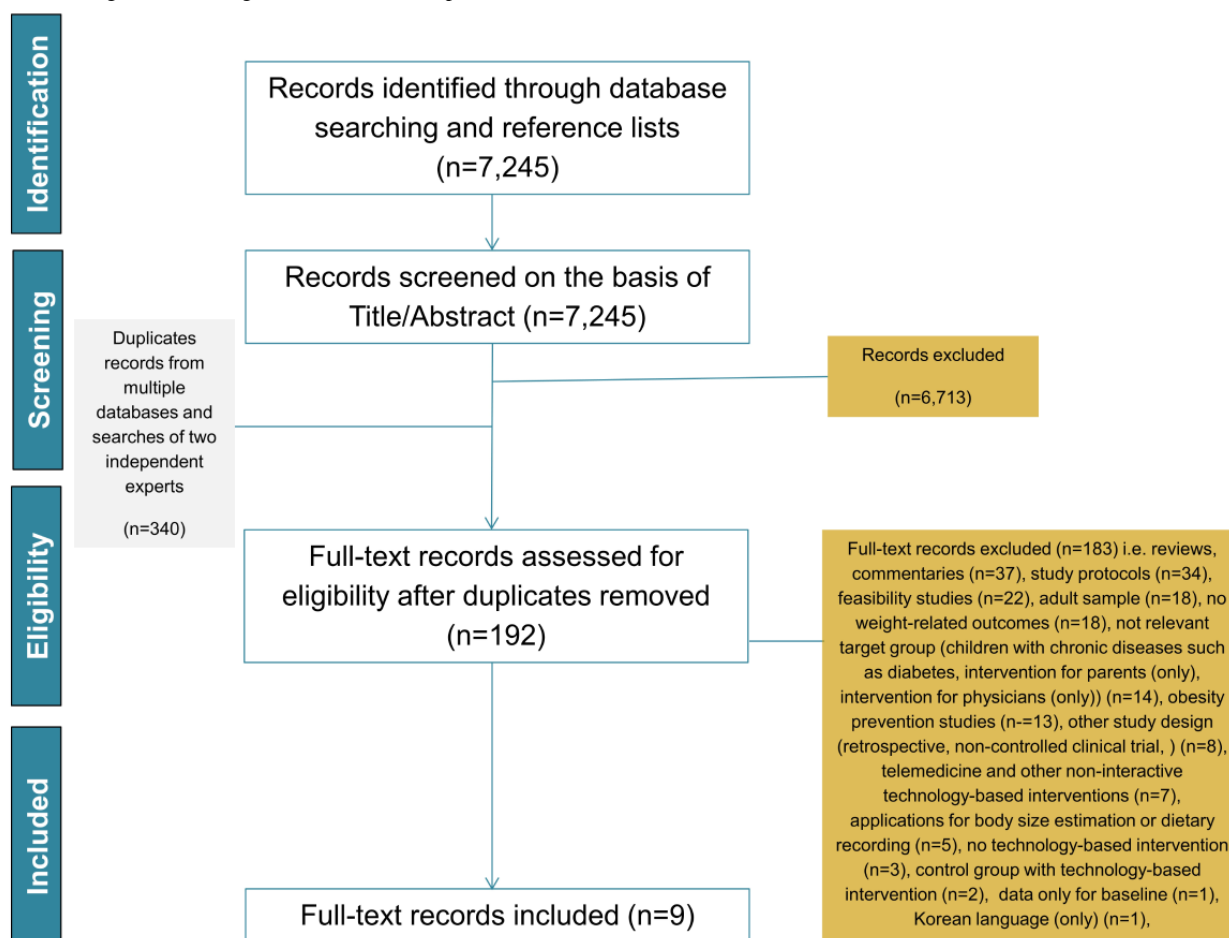 Identification
Records identified through database
searching and reference lists
(n=7,245)
Screening
Records screened on the basis of
Title/Abstract (n=7,245)
Duplicates
records from
multiple
databases and
searches of two
independent
experts
(n=340)
Records excluded
(n=6,713)
Eligibility
Full-text records assessed for
eligibility after duplicates removed
(n=192)
Full-text records excluded (n=183) i.e. reviews,
commentaries (n=37), study protocols (n=34),
feasibility studies (n=22), adult sample (n=18), no
weight-related outcomes (n=18), not relevant
target group (children with chronic diseases such
as diabetes, intervention for parents (only),
intervention for physicians (only)) (n=14), obesity
prevention studies (n-=13), other study design
(retrospective, non-controlled clinical trial, ) (n=8),
telemedicine and other non-interactive
technology-based interventions (n=7),
applications for body size estimation or dietary
recording (n=5), no technology-based intervention
(n=3), control group with technology-based
intervention (n=2), data only for baseline (n=1),
Korean language (only) (n=1),
Included
Full-text records included (n=9)